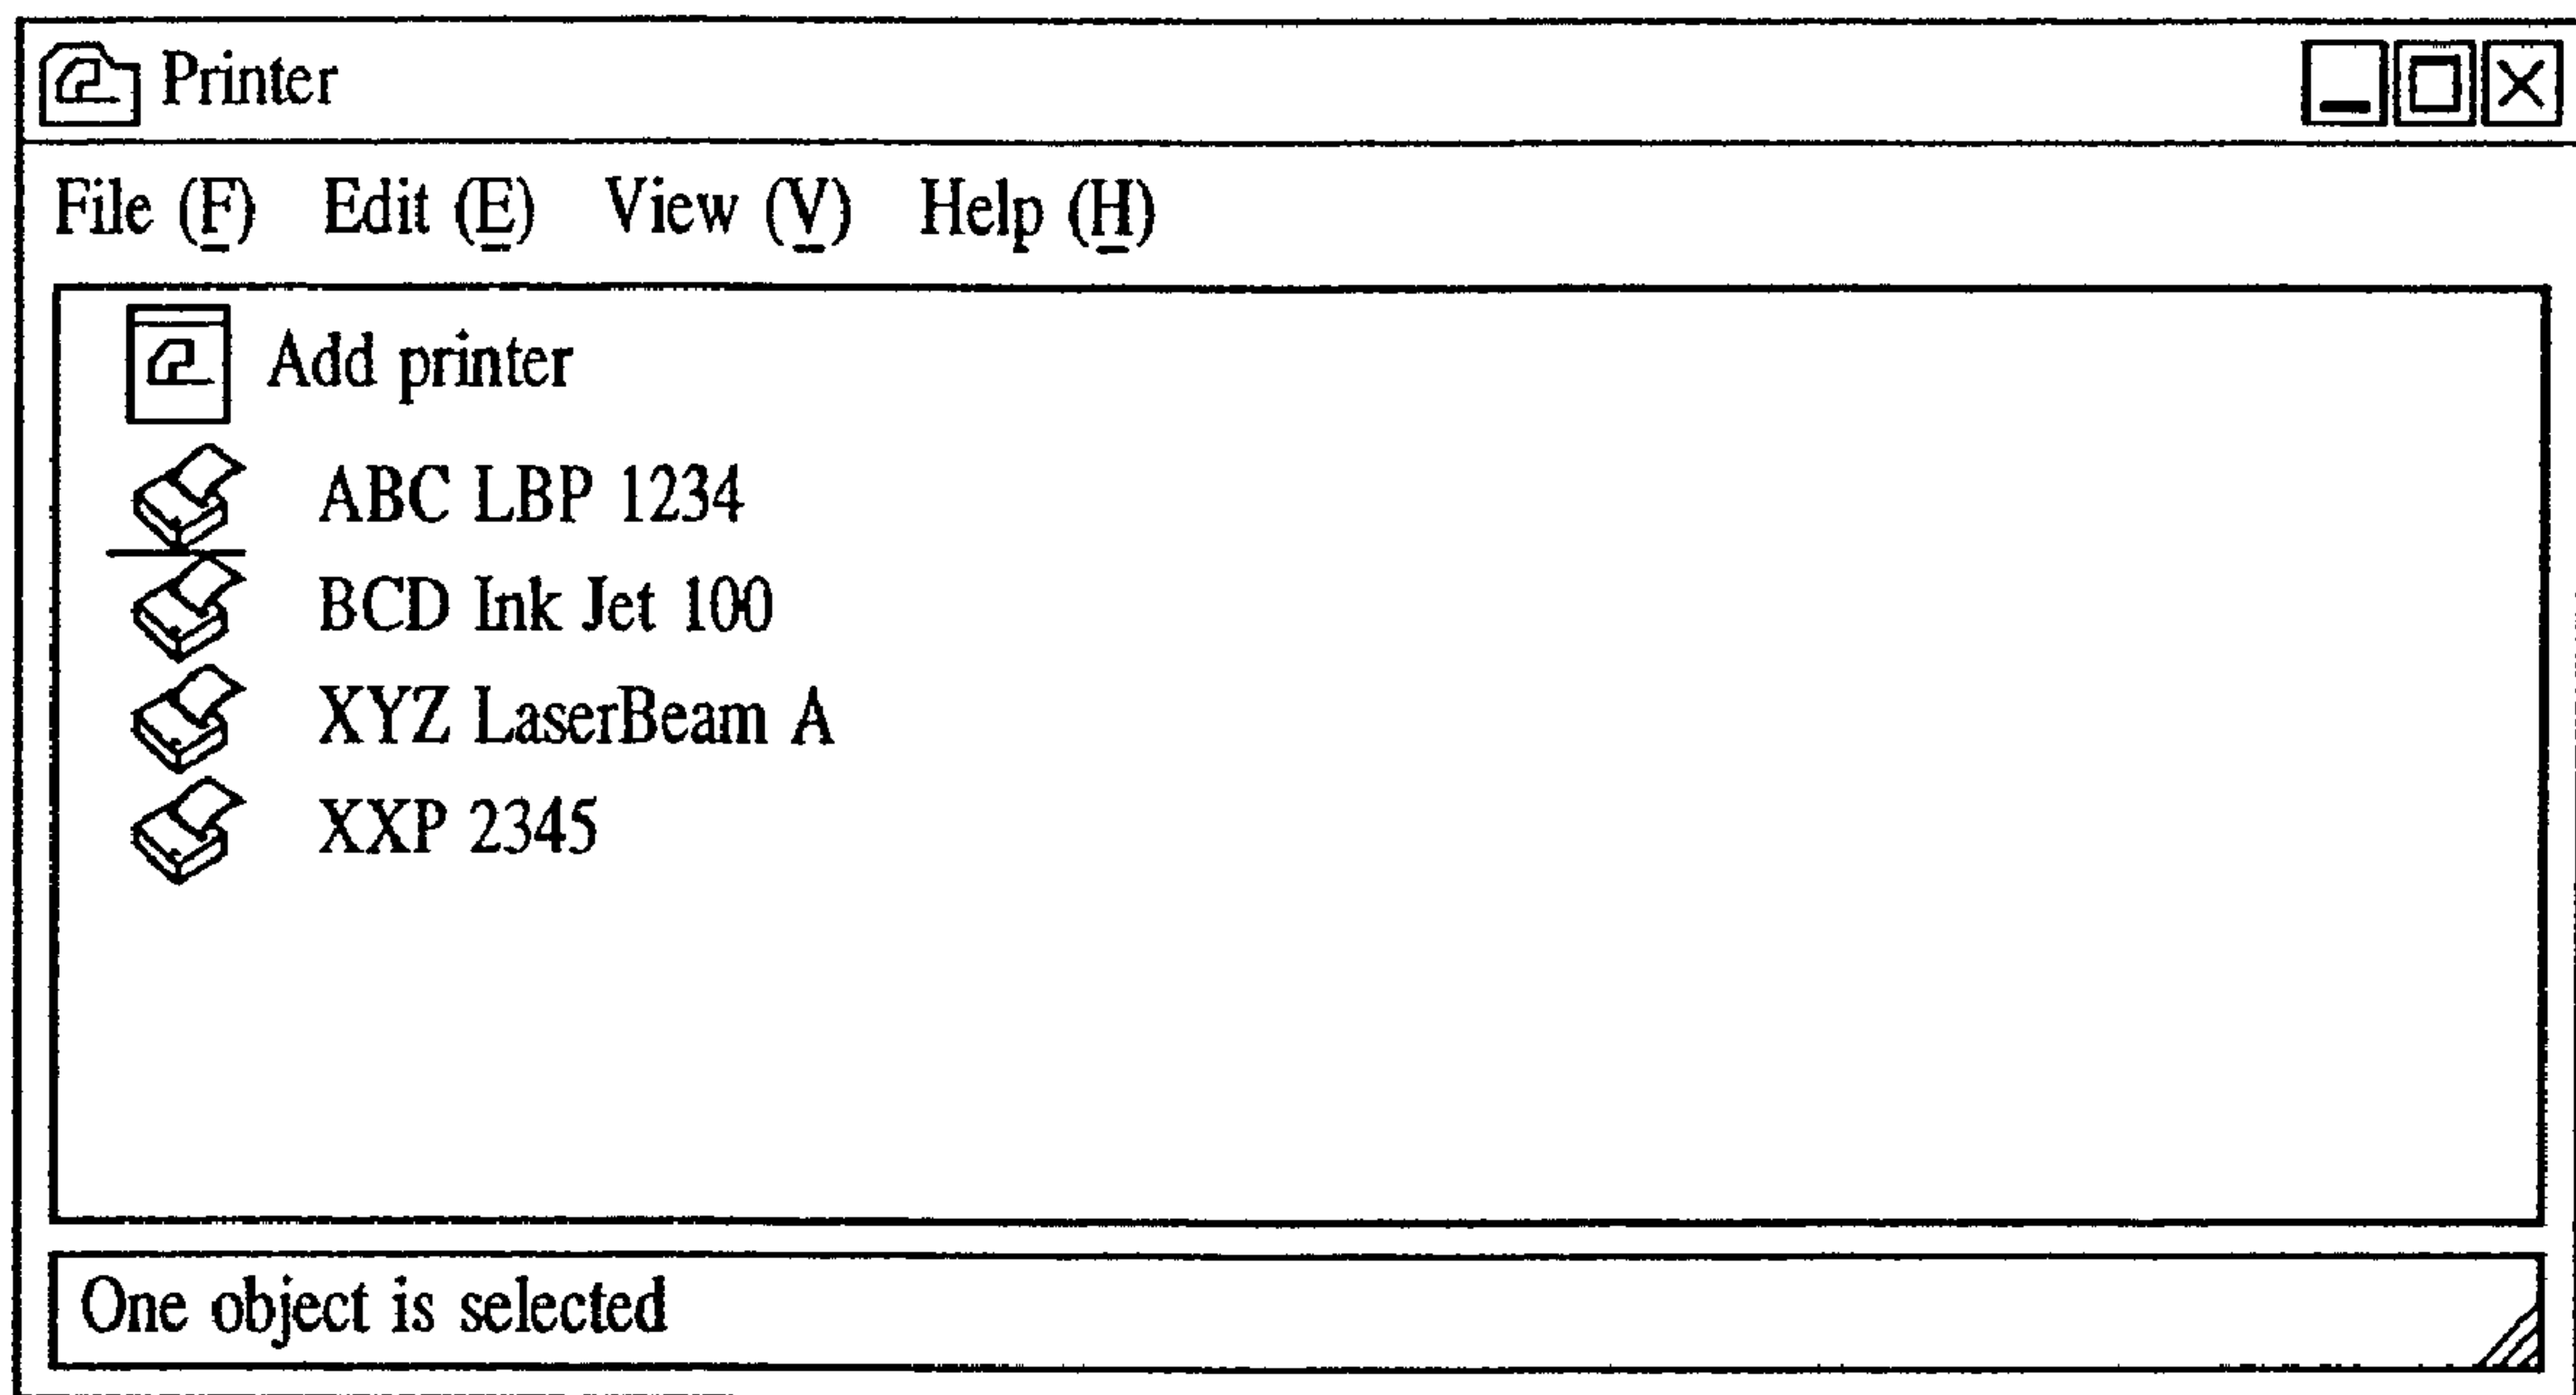 Printer
File (F) Edit (E) View (V) Help (H)
Add printer
ABC LBP 1234
BCD Ink Jet 100
XYZ LaserBeam A
XXP 2345
One object is selected